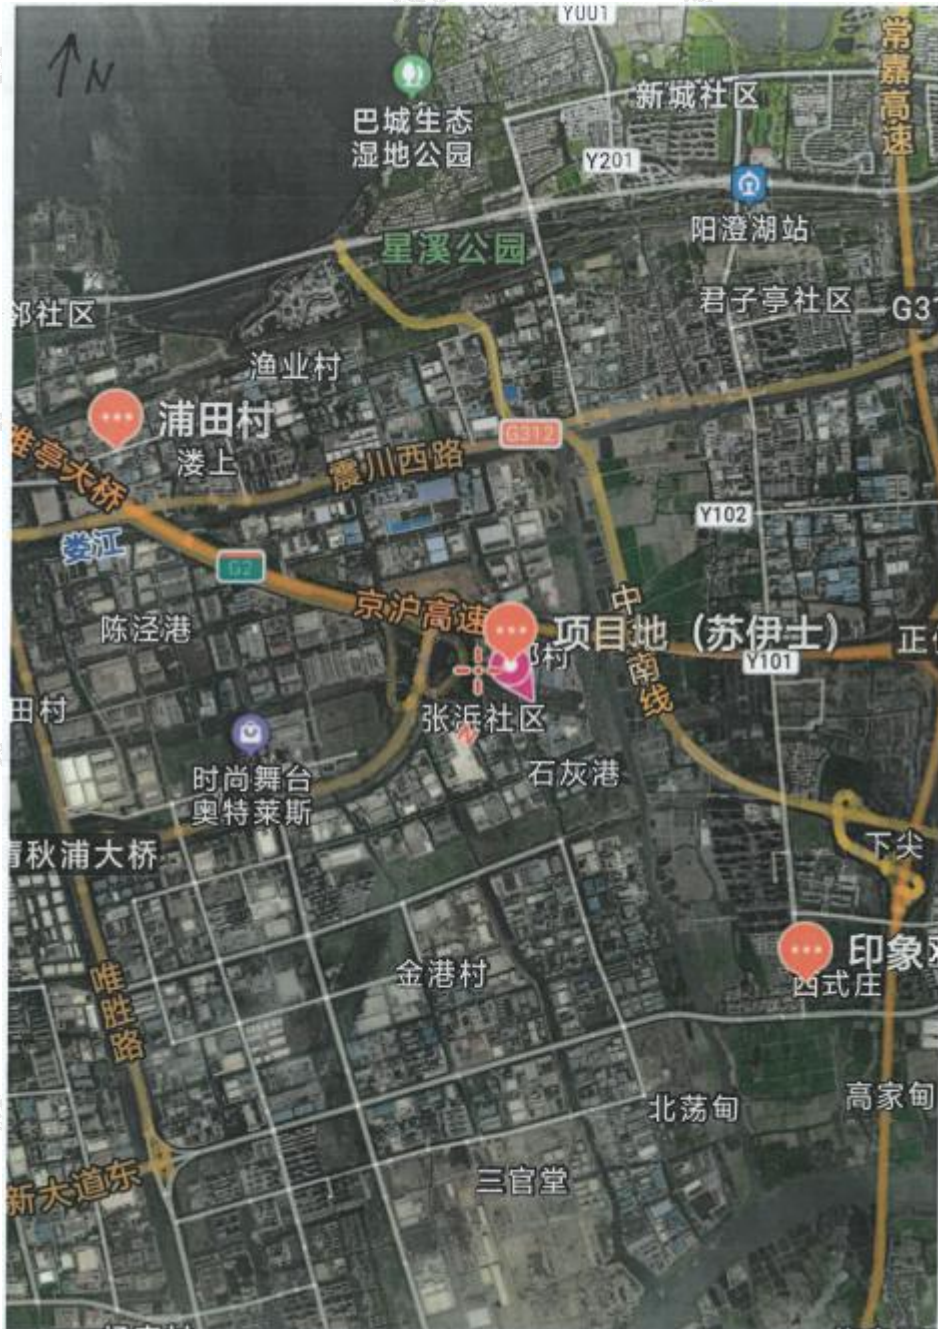 Y001
常嘉高速
N
巴城生态
湿地公园
新城社区
Y201
阳澄湖站
星溪公园
君子亭社区
邻社区
G31
渔业村
浦田村
G312
唯亭大桥
溇上
震川西路
Y102
娄江
G2
京沪高速
中南线
陈泾港
项目地（苏伊士）
村
正
Y101
田村
张浜社区
时尚舞台
奥特莱斯
石灰港
青秋浦大桥
下尖
印象
西式庄
金港村
唯胜路
北荡甸
高家甸
三官堂
新大道东